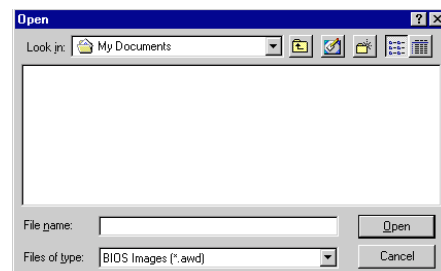 Open
Look in: My Documents
File name:
Open
Files of type: BIOS Images (*.awd)
Cancel